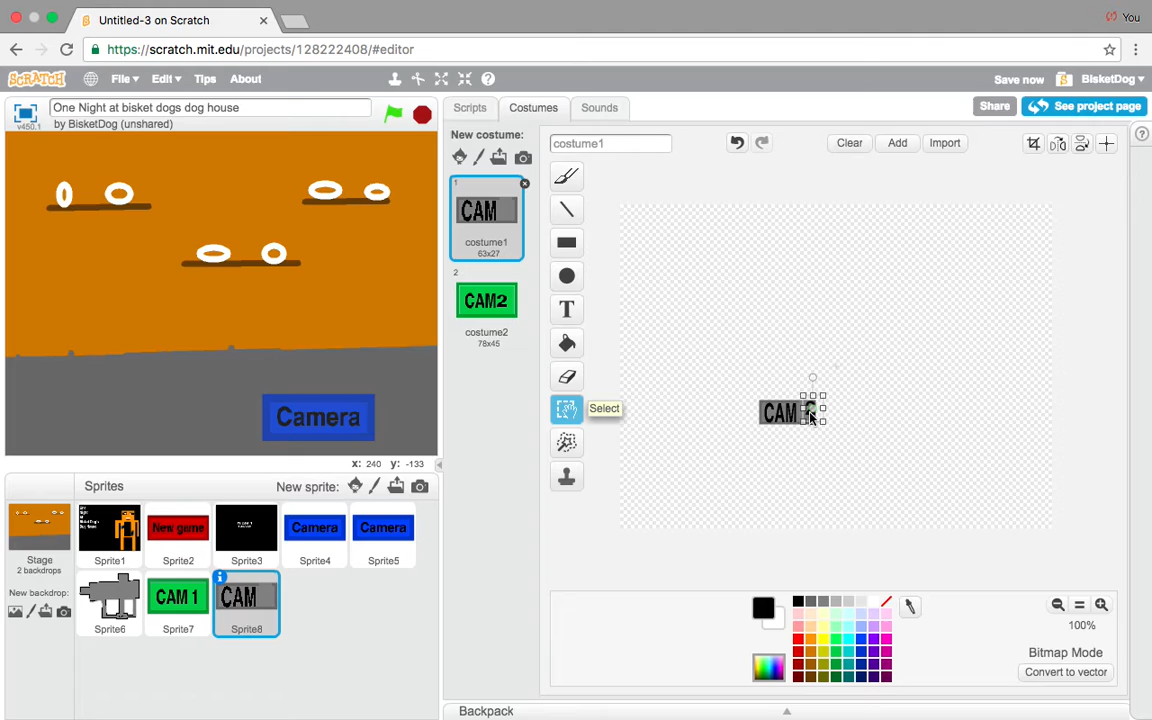 Untitled-3 on Scratch
You
https://scratch.mit.edu/projects/128222408/#editor
SCRATCH
File
Edit
Tips
About
Save now
BisketDog
v450.1
One Night at bisket dogs dog house
by BisketDog (unshared)
Scripts
Costumes
Sounds
Share
See project page
New costume:
costume1
Clear
Add
Import
1
CAM
costume1
63x27
2
CAM2
costume2
78x45
Select
CAM
Camera
x: 240 y: -133
Sprites
New sprite:
New game
Camera
Camera
Stage
2 backdrops
Sprite1
Sprite2
Sprite3
Sprite4
Sprite5
New backdrop:
CAM 1
CAM
Sprite6
Sprite7
Sprite8
100%
Bitmap Mode
Convert to vector
Backpack